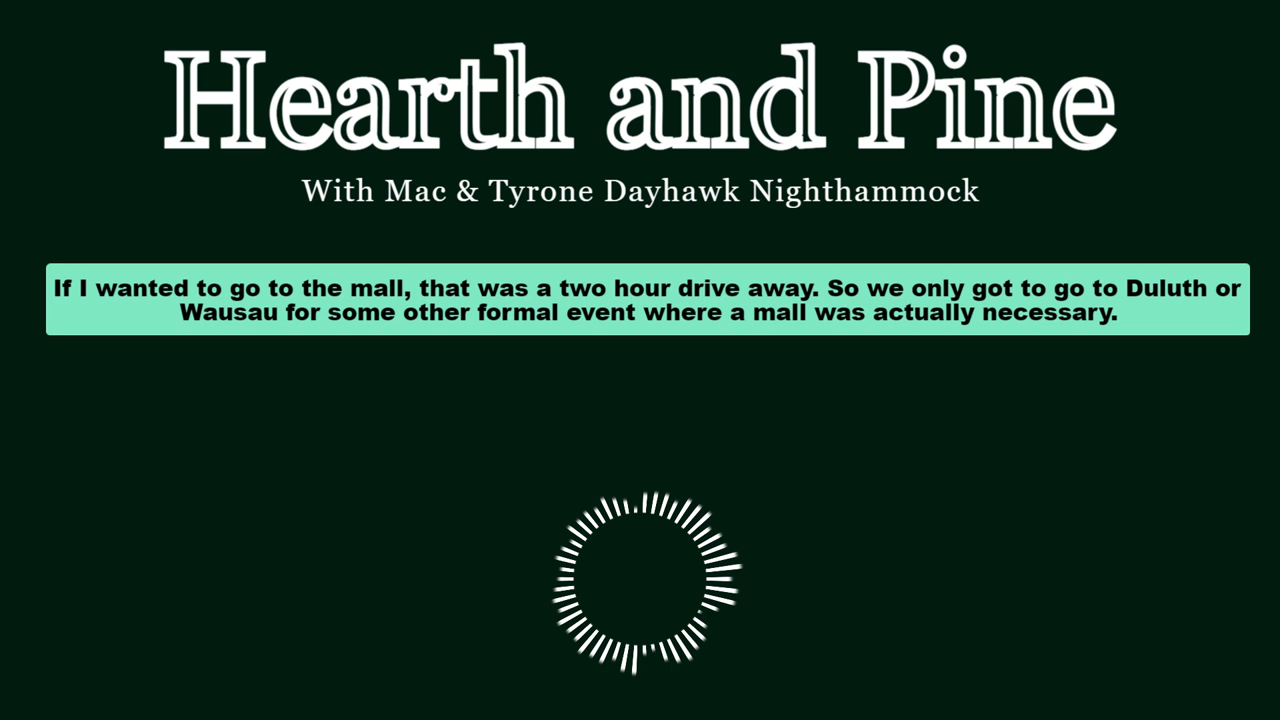 Hearth and Pine
With Mac & Tyrone Dayhawk Nighthammock
If I wanted to go to the mall, that was a two hour drive away. So we only got to go to Duluth or
Wausau for some other formal event where a mall was actually necessary.